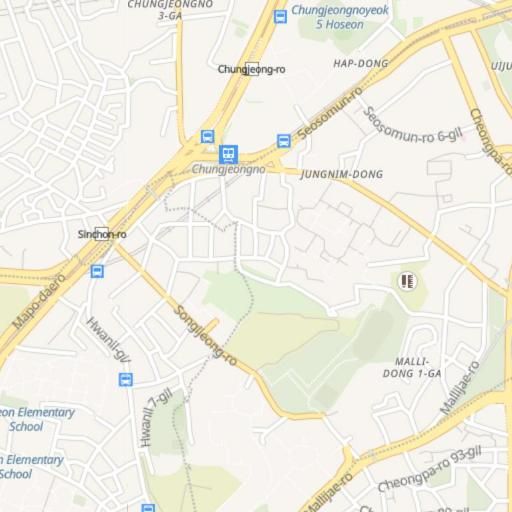 CHUNGJEONGNO
3-GA
Chungjeongnoyeok
5 Hoseon
HAP-DONG
UIJU
Chungjeong-ro
Seosomun-ro
Seosomun-ro 6-gil
Cheongpa-ro
Chungjeongno
JUNGNIM-DONG
Sinchon-ro
Mapo-daero
Hwanil-gil
Songijeong-ro
MALLI-
DONG 1-GA
Mallijae-ro
Hwanil 7-gil
eon Elementary
School
n Elementary
School
Mallijae-ro
Cheongpa-ro 93-gil